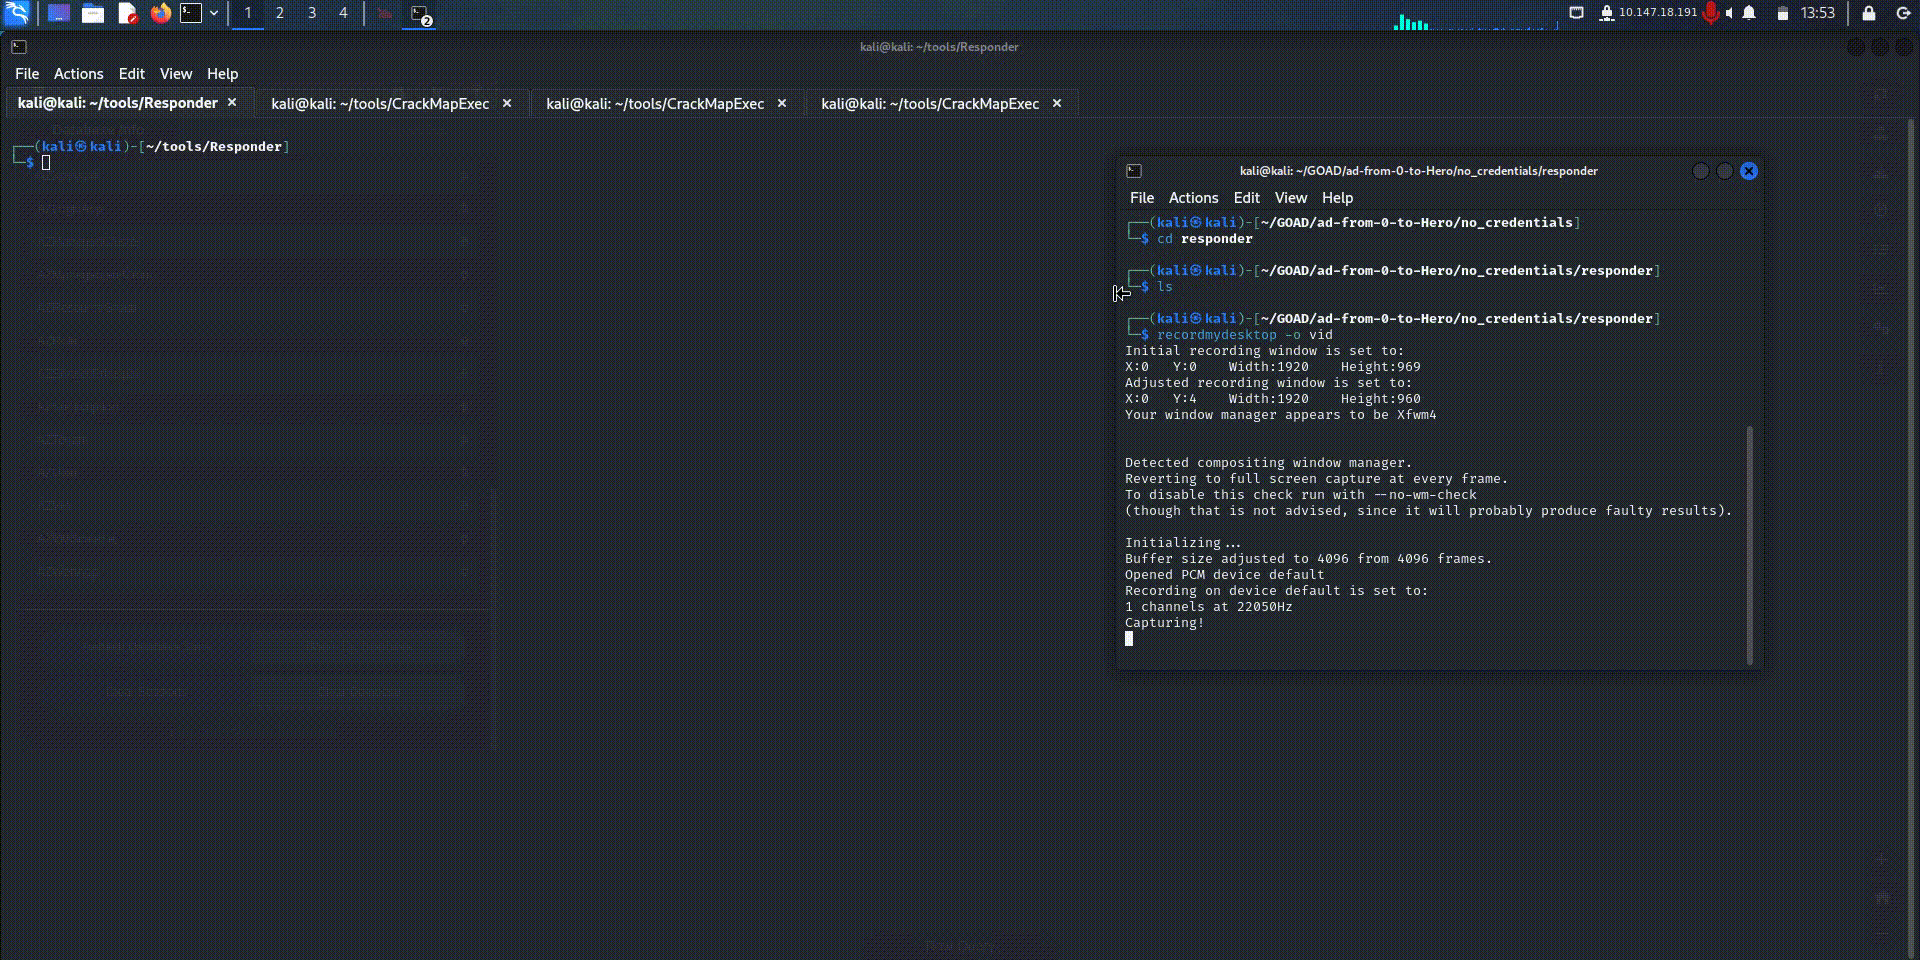 1 2 3 4 2 10.147.18.191 13:53
kali@kali: ~/tools/Responder
File Actions Edit View Help
kali@kali: ~/tools/Responder × kali@kali: ~/tools/CrackMapExec × kali@kali: ~/tools/CrackMapExec × kali@kali: ~/tools/CrackMapExec ×
Database Info
┌──(kali㉿kali)-[~/tools/Responder]
└─$
kali@kali: ~/GOAD/ad-from-0-to-Hero/no_credentials/responder
File Actions Edit View Help
┌──(kali㉿kali)-[~/GOAD/ad-from-0-to-Hero/no_credentials]
└─$ cd responder
┌──(kali㉿kali)-[~/GOAD/ad-from-0-to-Hero/no_credentials/responder]
└─$ ls
┌──(kali㉿kali)-[~/GOAD/ad-from-0-to-Hero/no_credentials/responder]
└─$ recordmydesktop -o vid
Initial recording window is set to:
X:0 Y:0 Width:1920 Height:969
Adjusted recording window is set to:
X:0 Y:4 Width:1920 Height:960
Your window manager appears to be Xfwm4
Detected compositing window manager.
Reverting to full screen capture at every frame.
To disable this check run with --no-wm-check
(though that is not advised, since it will probably produce faulty results).
Initializing...
Buffer size adjusted to 4096 from 4096 frames.
Opened PCM device default
Recording on device default is set to:
1 channels at 22050Hz
Capturing!
Raw Query